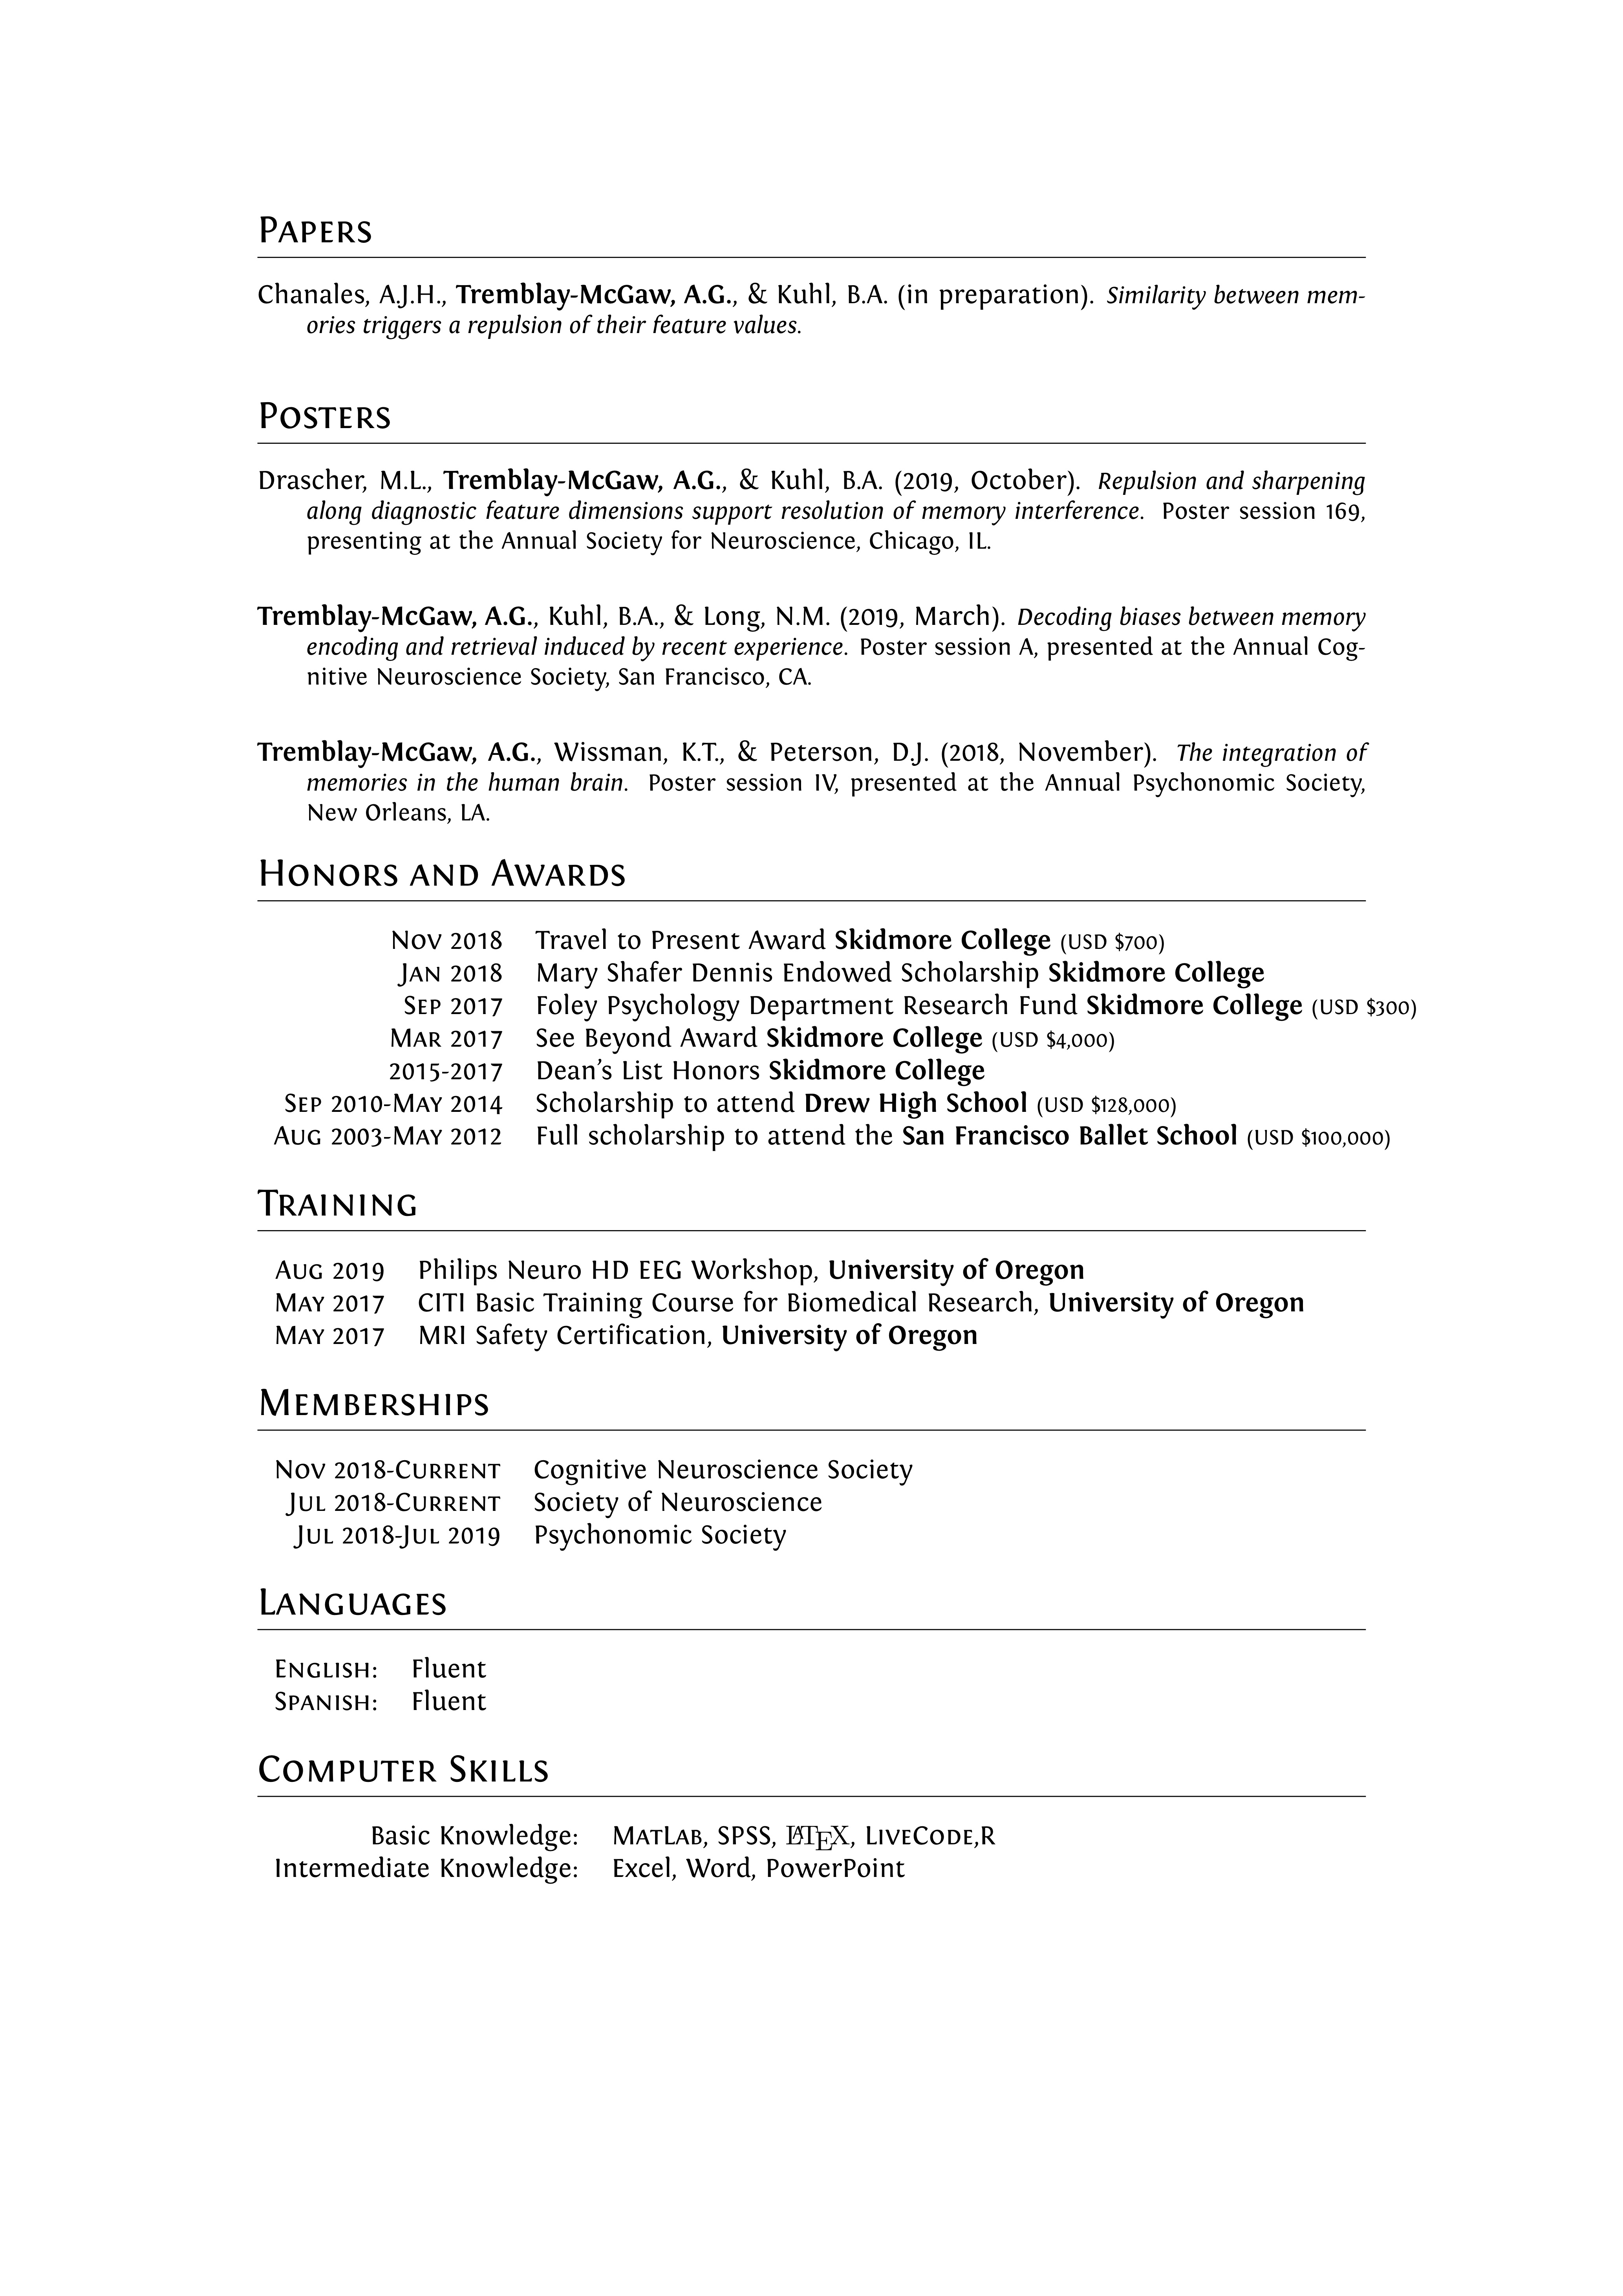 Papers
Chanales, A.J.H., Tremblay-McGaw, A.G., & Kuhl, B.A. (in preparation). Similarity between mem-
ories triggers a repulsion of their feature values.
Posters
Drascher, M.L., Tremblay-McGaw, A.G., & Kuhl, B.A. (2019, October). Repulsion and sharpening
along diagnostic feature dimensions support resolution of memory interference. Poster session 169,
presenting at the Annual Society for Neuroscience, Chicago, IL.
Tremblay-McGaw, A.G., Kuhl, B.A., & Long, N.M. (2019, March). Decoding biases between memory
encoding and retrieval induced by recent experience. Poster session A, presented at the Annual Cog-
nitive Neuroscience Society, San Francisco, CA.
Tremblay-McGaw, A.G., Wissman, K.T., & Peterson, D.J. (2018, November). The integration of
memories in the human brain. Poster session IV, presented at the Annual Psychonomic Society,
New Orleans, LA.
Honors and Awards
Nov 2018 Travel to Present Award Skidmore College (USD $700)
Jan 2018 Mary Shafer Dennis Endowed Scholarship Skidmore College
Sep 2017 Foley Psychology Department Research Fund Skidmore College (USD $300)
Mar 2017 See Beyond Award Skidmore College (USD $4,000)
2015-2017 Dean's List Honors Skidmore College
Sep 2010-May 2014 Scholarship to attend Drew High School (USD $128,000)
Aug 2003-May 2012 Full scholarship to attend the San Francisco Ballet School (USD $100,000)
Training
Aug 2019 Philips Neuro HD EEG Workshop, University of Oregon
May 2017 CITI Basic Training Course for Biomedical Research, University of Oregon
May 2017 MRI Safety Certification, University of Oregon
Memberships
Nov 2018-Current Cognitive Neuroscience Society
Jul 2018-Current Society of Neuroscience
Jul 2018-Jul 2019 Psychonomic Society
Languages
English: Fluent
Spanish: Fluent
Computer Skills
Basic Knowledge: MatLab, SPSS, LATEX, LiveCode,R
Intermediate Knowledge: Excel, Word, PowerPoint